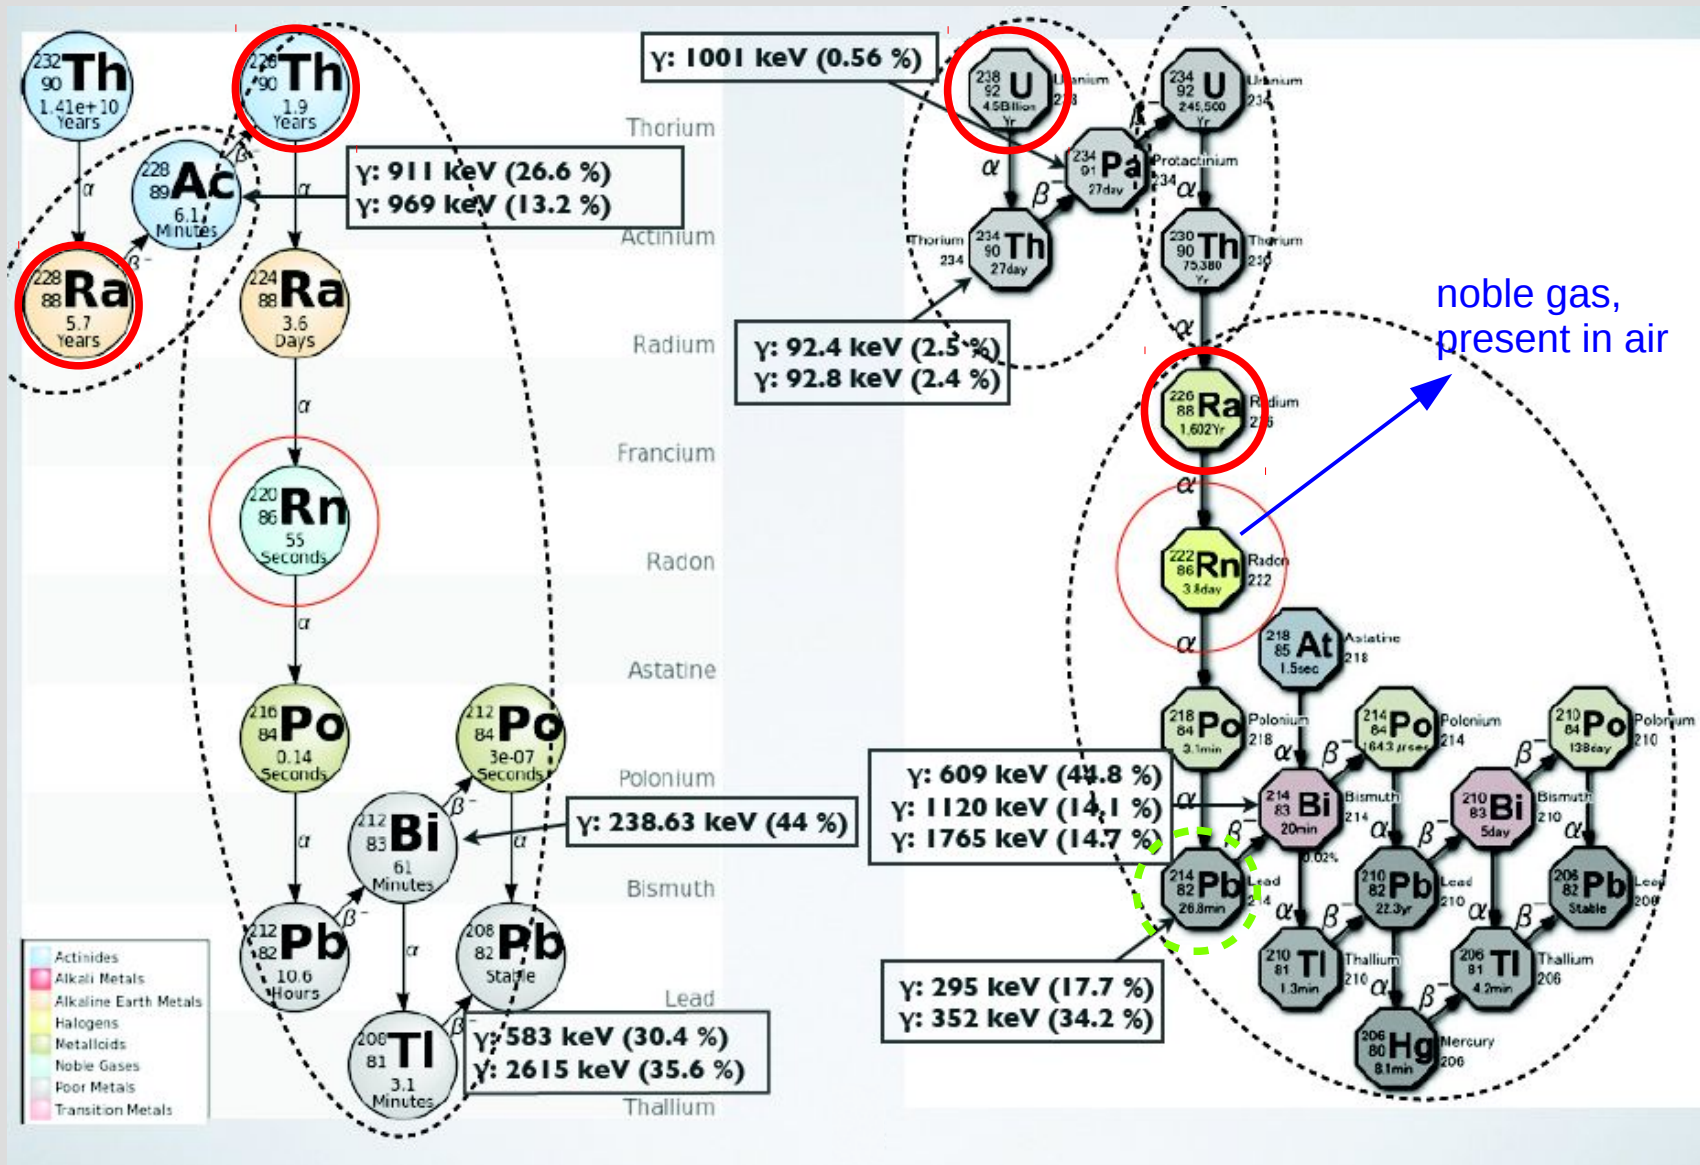 232
90 Th
1.41e+10
Years
α
228
88 Ra
5.7
Years
β⁻
228
89 Ac
6.1
Minutes
β⁻
228
90 Th
1.9
Years
α
224
88 Ra
3.6
Days
α
220
86 Rn
55
Seconds
α
216
84 Po
0.14
Seconds
α
212
82 Pb
10.6
Hours
β⁻
212
83 Bi
61
Minutes
β⁻
212
84 Po
3e-07
Seconds
α
208
82 Pb
Stable
α
208
81 Tl
3.1
Minutes
β⁻
γ: 911 keV (26.6 %)
γ: 969 keV (13.2 %)
γ: 238.63 keV (44 %)
γ: 583 keV (30.4 %)
γ: 2615 keV (35.6 %)
Thorium
Actinium
Radium
Francium
Radon
Astatine
Polonium
Bismuth
Lead
Thallium
Actinides
Alkali Metals
Alkaline Earth Metals
Halogens
Metalloids
Noble Gases
Poor Metals
Transition Metals
γ: 1001 keV (0.56 %)
238
92 U
4.5Billion
Yr
Uranium
238
α
234
90 Th
27day
Thorium
234
β⁻
234
91 Pa
27day
Protactinium
234
β⁻
234
92 U
245,500
Yr
Uranium
234
α
230
90 Th
75,380
Yr
Thorium
230
α
γ: 92.4 keV (2.5 %)
γ: 92.8 keV (2.4 %)
noble gas,
present in air
226
88 Ra
1,602Yr
Radium
226
α
222
86 Rn
3.8day
Radon
222
α
218
85 At
1.5sec
Astatine
218
α
218
84 Po
3.1min
Polonium
218
α
214
84 Po
164.3 µsec
Polonium
214
α
210
84 Po
138day
Polonium
210
α
γ: 609 keV (44.8 %)
γ: 1120 keV (14.1 %)
γ: 1765 keV (14.7 %)
214
83 Bi
20min
Bismuth
214
β⁻
0.02%
α
210
83 Bi
5day
Bismuth
210
β⁻
α
214
82 Pb
26.8min
Lead
214
β⁻
210
82 Pb
22.3yr
Lead
210
β⁻
α
206
82 Pb
Stable
Lead
206
210
81 Tl
1.3min
Thallium
210
β⁻
206
81 Tl
4.2min
Thallium
206
β⁻
206
80 Hg
8.1min
Mercury
206
β⁻
γ: 295 keV (17.7 %)
γ: 352 keV (34.2 %)